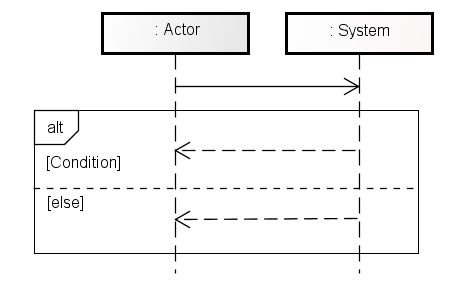 : Actor
: System
alt
[Condition]
[else]